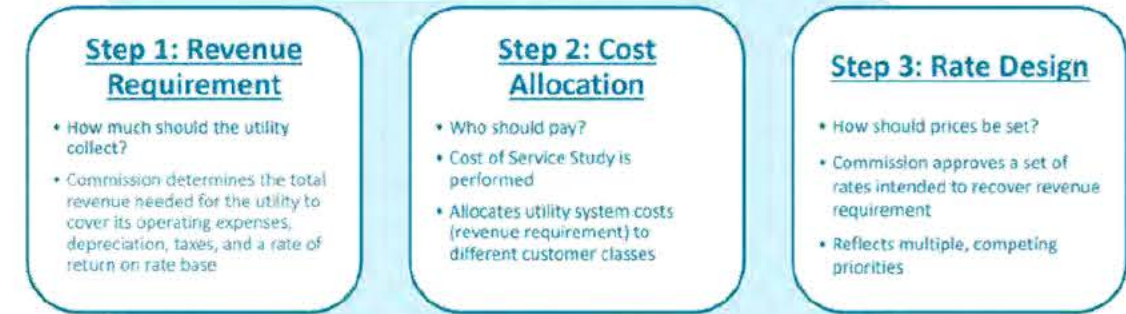 Step 1: Revenue
Requirement
• How much should the utility
collect?
• Commission determines the total
revenue needed for the utility to
cover its operating expenses,
depreciation, taxes, and a rate of
return on rate base
Step 2: Cost
Allocation
• Who should pay?
• Cost of Service Study is
performed
• Allocates utility system costs
(revenue requirement) to
different customer classes
Step 3: Rate Design
• How should prices be set?
• Commission approves a set of
rates intended to recover revenue
requirement
• Reflects multiple, competing
priorities